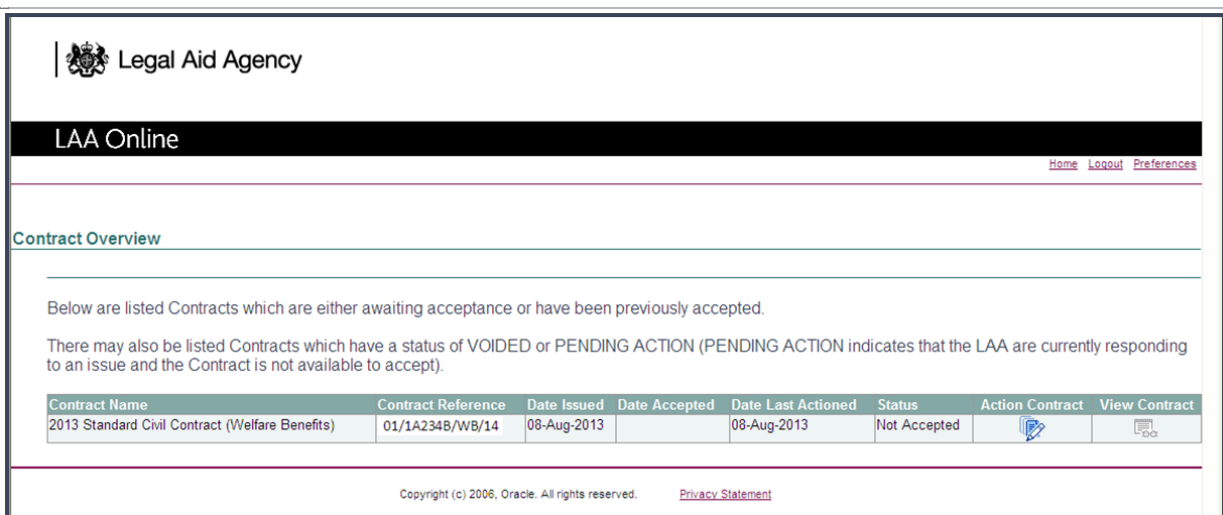 Legal Aid Agency
LAA Online
Home Logout Preferences
Contract Overview
Below are listed Contracts which are either awaiting acceptance or have been previously accepted.
There may also be listed Contracts which have a status of VOIDED or PENDING ACTION (PENDING ACTION indicates that the LAA are currently responding
to an issue and the Contract is not available to accept).
Contract Name Contract Reference Date Issued Date Accepted Date Last Actioned Status Action Contract View Contract
2013 Standard Civil Contract (Welfare Benefits) 01/1A234B/WB/14 08-Aug-2013 08-Aug-2013 Not Accepted
Copyright (c) 2006, Oracle. All rights reserved. Privacy Statement